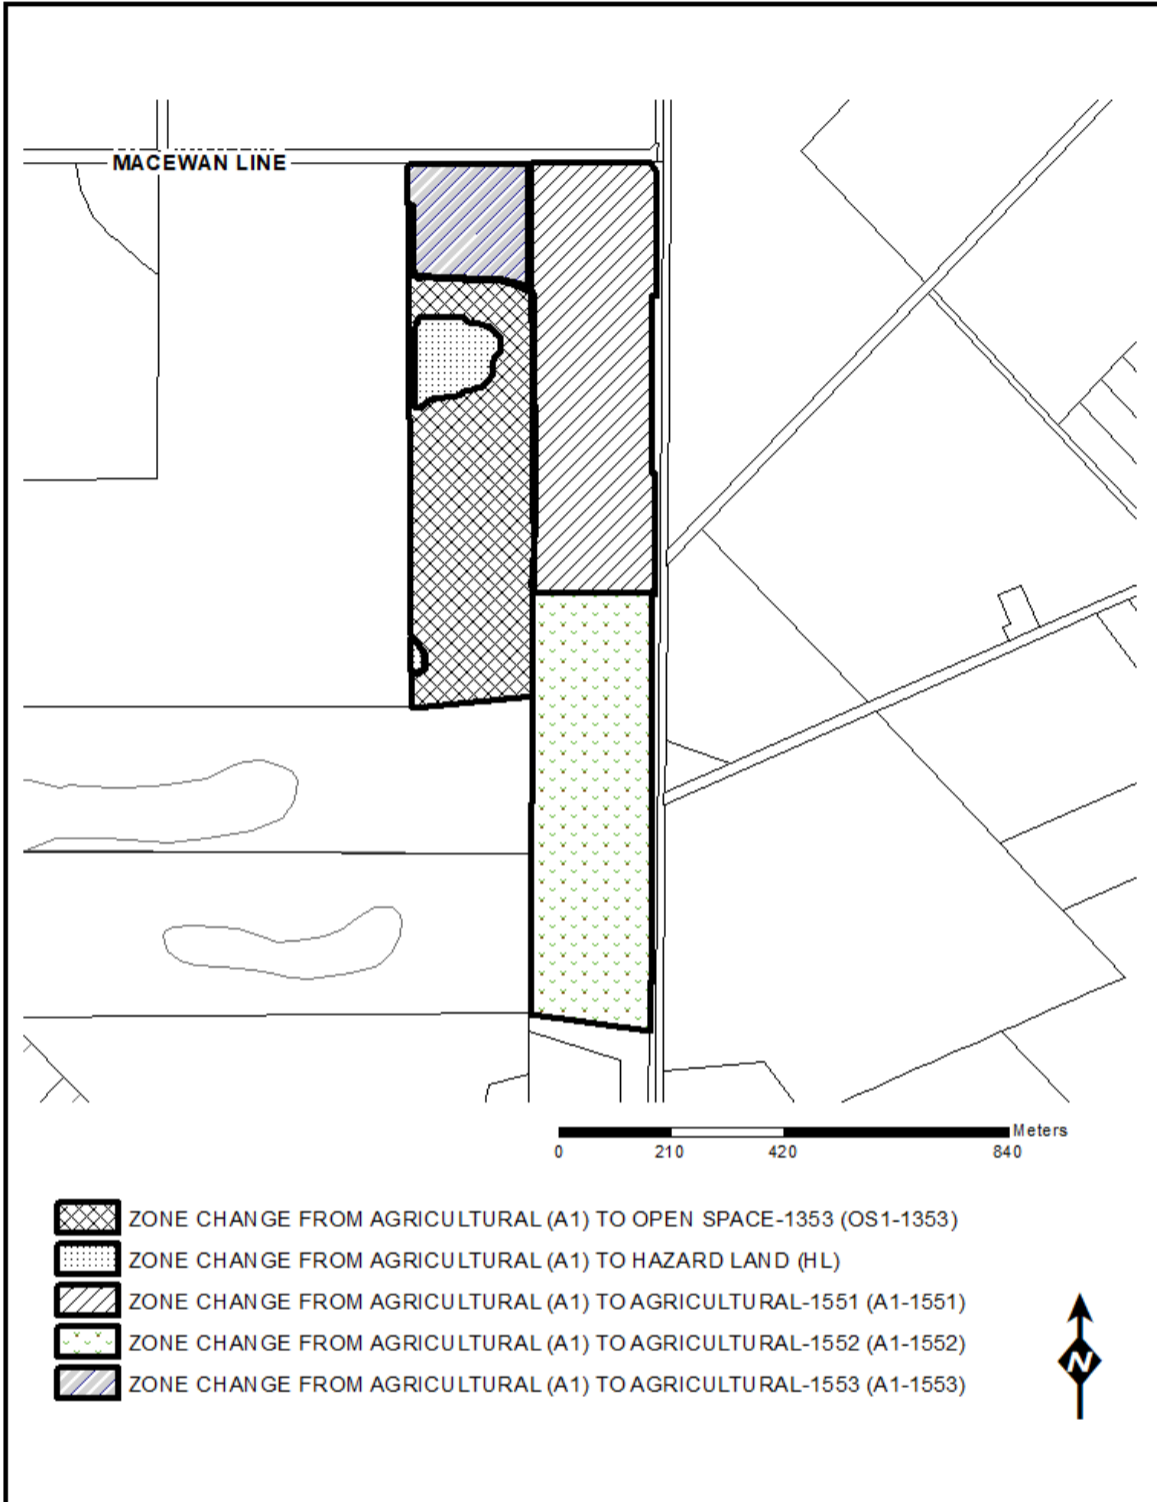 MACEWAN LINE
Meters
0 210 420 840
ZONE CHANGE FROM AGRICULTURAL (A1) TO OPEN SPACE-1353 (OS1-1353)
ZONE CHANGE FROM AGRICULTURAL (A1) TO HAZARD LAND (HL)
ZONE CHANGE FROM AGRICULTURAL (A1) TO AGRICULTURAL-1551 (A1-1551)
ZONE CHANGE FROM AGRICULTURAL (A1) TO AGRICULTURAL-1552 (A1-1552)
ZONE CHANGE FROM AGRICULTURAL (A1) TO AGRICULTURAL-1553 (A1-1553)
N